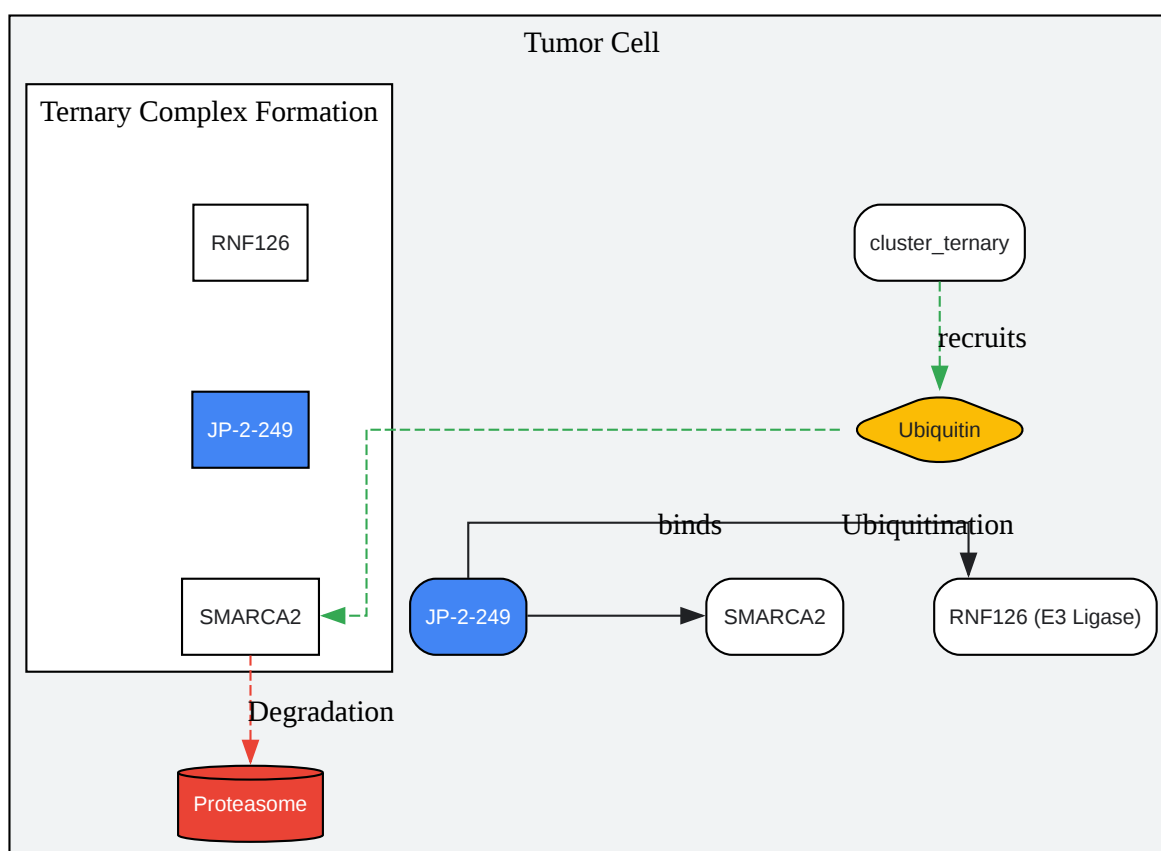 Tumor Cell
Ternary Complex Formation
RNF126
cluster_ternary
recruits
JP-2-249
Ubiquitin
binds
Ubiquitination
SMARCA2
JP-2-249
SMARCA2
RNF126 (E3 Ligase)
Degradation
Proteasome